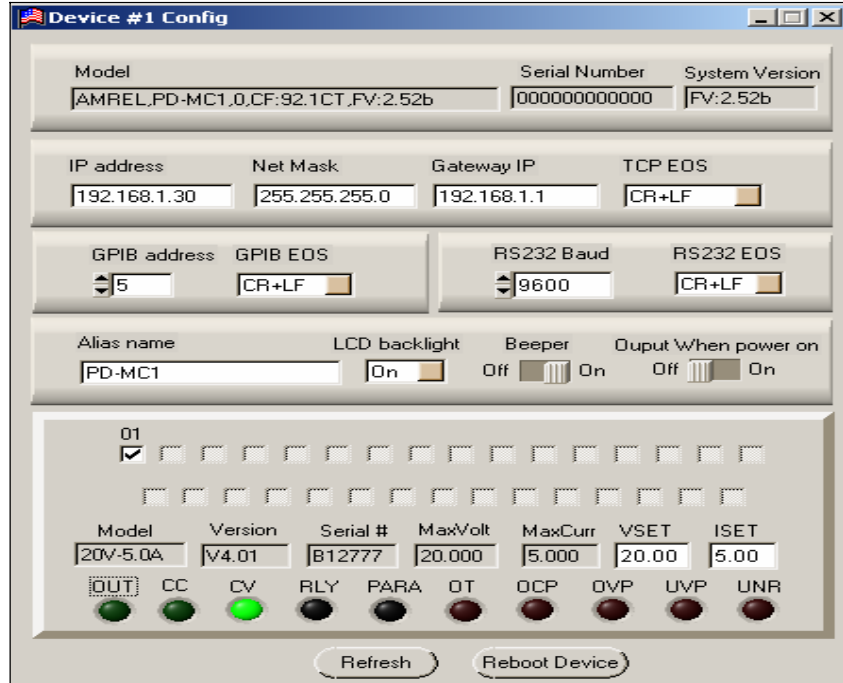 Device #1 Config
Model Serial Number System Version
AMREL,PD-MC1,0,CF:92.1CT,FV:2.52b 000000000000 FV:2.52b
IP address Net Mask Gateway IP TCP EOS
192.168.1.30 255.255.255.0 192.168.1.1 CR+LF
GPIB address GPIB EOS RS232 Baud RS232 EOS
5 CR+LF 9600 CR+LF
Alias name LCD backlight Beeper Ouput When power on
PD-MC1 On Off On Off On
01
Model Version Serial # MaxVolt MaxCurr VSET ISET
20V-5.0A V4.01 B12777 20.000 5.000 20.00 5.00
OUT CC CV RLY PARA OT OCP OVP UVP UNR
Refresh Reboot Device